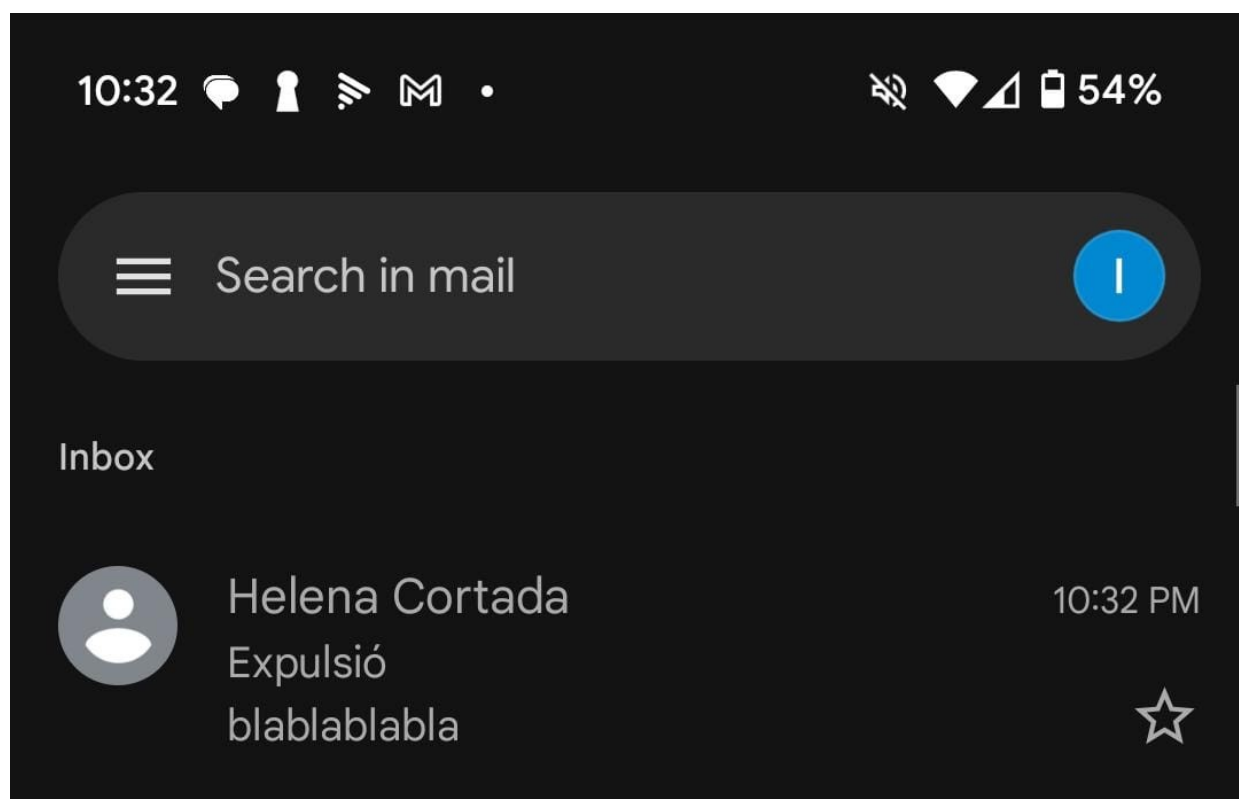 10:32 54%
Search in mail I
Inbox
Helena Cortada 10:32 PM
Expulsió
blablablabla